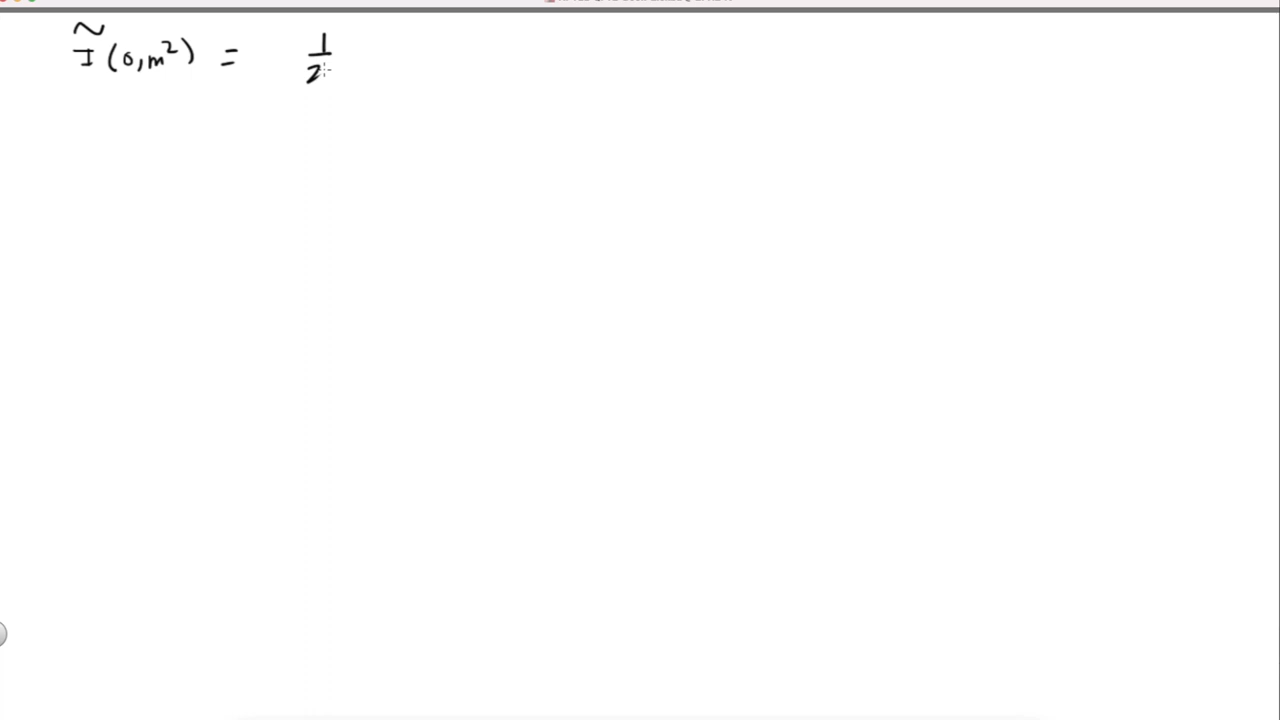 Ĩ(0,m²) = 1/2